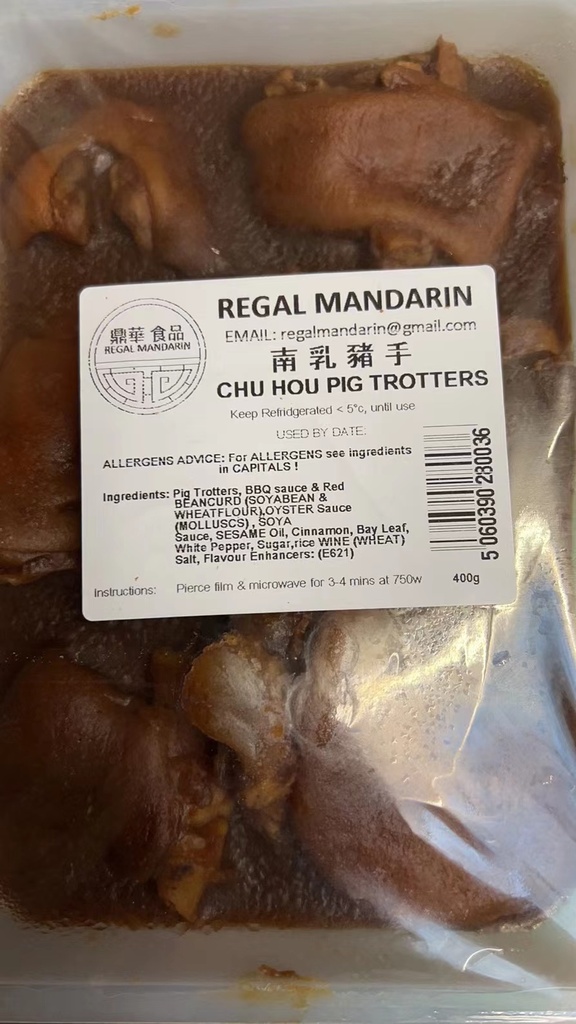 鼎華食品
REGAL MANDARIN
REGAL MANDARIN
EMAIL: regalmandarin@gmail.com
南乳豬手
CHU HOU PIG TROTTERS
Keep Refridgerated < 5°c, until use
USED BY DATE:
ALLERGENS ADVICE: For ALLERGENS see ingredients
in CAPITALS !
Ingredients: Pig Trotters, BBQ sauce & Red
BEANCURD (SOYABEAN &
WHEATFLOUR),OYSTER Sauce
(MOLLUSCS) , SOYA
Sauce, SESAME Oil, Cinnamon, Bay Leaf,
White Pepper, Sugar,rice WINE (WHEAT)
Salt, Flavour Enhancers: (E621)
5 060390 280036
Instructions: Pierce film & microwave for 3-4 mins at 750w 400g